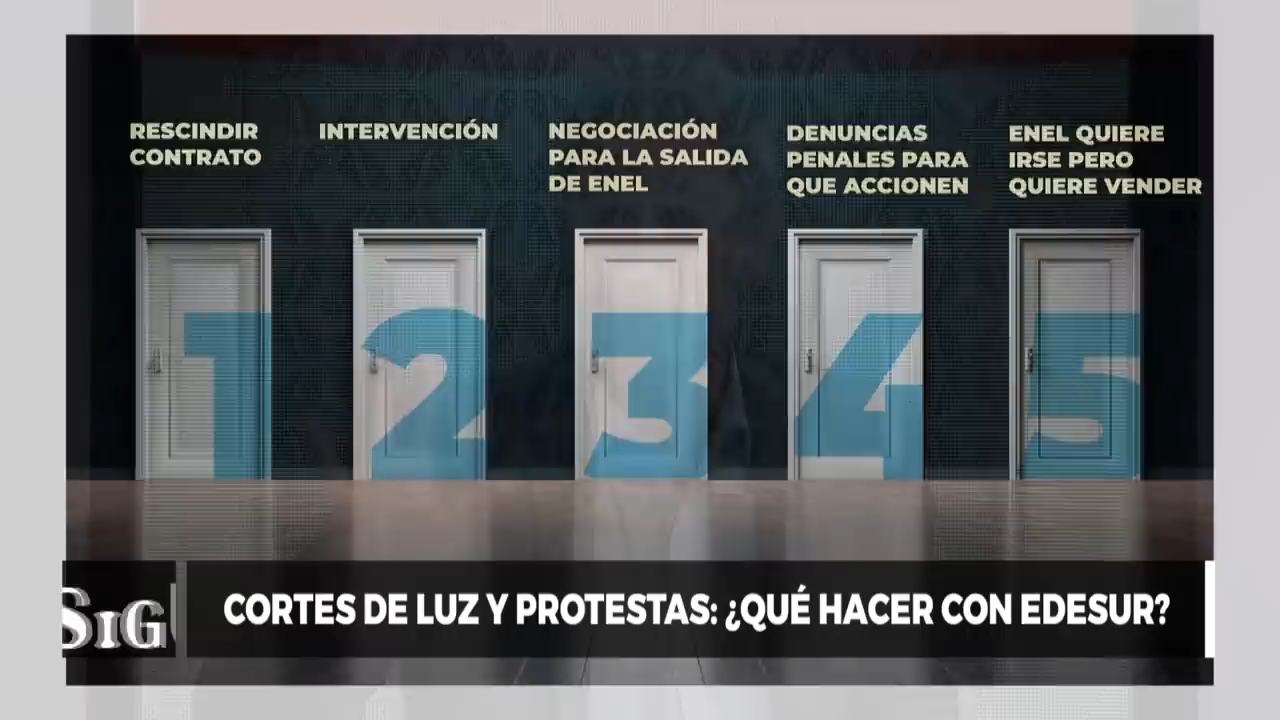 RESCINDIR
CONTRATO
INTERVENCIÓN
NEGOCIACIÓN
PARA LA SALIDA
DE ENEL
DENUNCIAS
PENALES PARA
QUE ACCIONEN
ENEL QUIERE
IRSE PERO
QUIERE VENDER
1 2 3 4 5
SIG
CORTES DE LUZ Y PROTESTAS: ¿QUÉ HACER CON EDESUR?